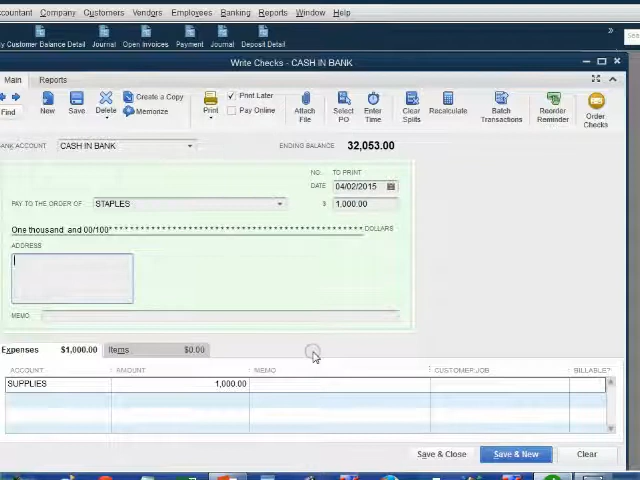 Company Customers Vendors Employees Banking Reports Window Help
Customer Balance Detail Journal Open Invoices Payment Journal Deposit Detail
Write Checks - CASH IN BANK
Main Reports
Find New Save Delete Create a Copy Memorize Print Print Later Pay Online Attach File Select PO Enter Time Clear Splits Recalculate Batch Transactions Reorder Reminder Order Checks
ACCOUNT CASH IN BANK ENDING BALANCE 32,053.00
NO. TO PRINT
DATE 04/02/2015
PAY TO THE ORDER OF STAPLES $ 1,000.00
One thousand and 00/100* * * * * * * * * * * * * * * * * * * * * * * * * * * * * * * * * * * * * * * * * * DOLLARS
ADDRESS
MEMO
Expenses $1,000.00 Items $0.00
ACCOUNT AMOUNT MEMO CUSTOMER:JOB BILLABLE?
SUPPLIES 1,000.00
Save & Close Save & New Clear